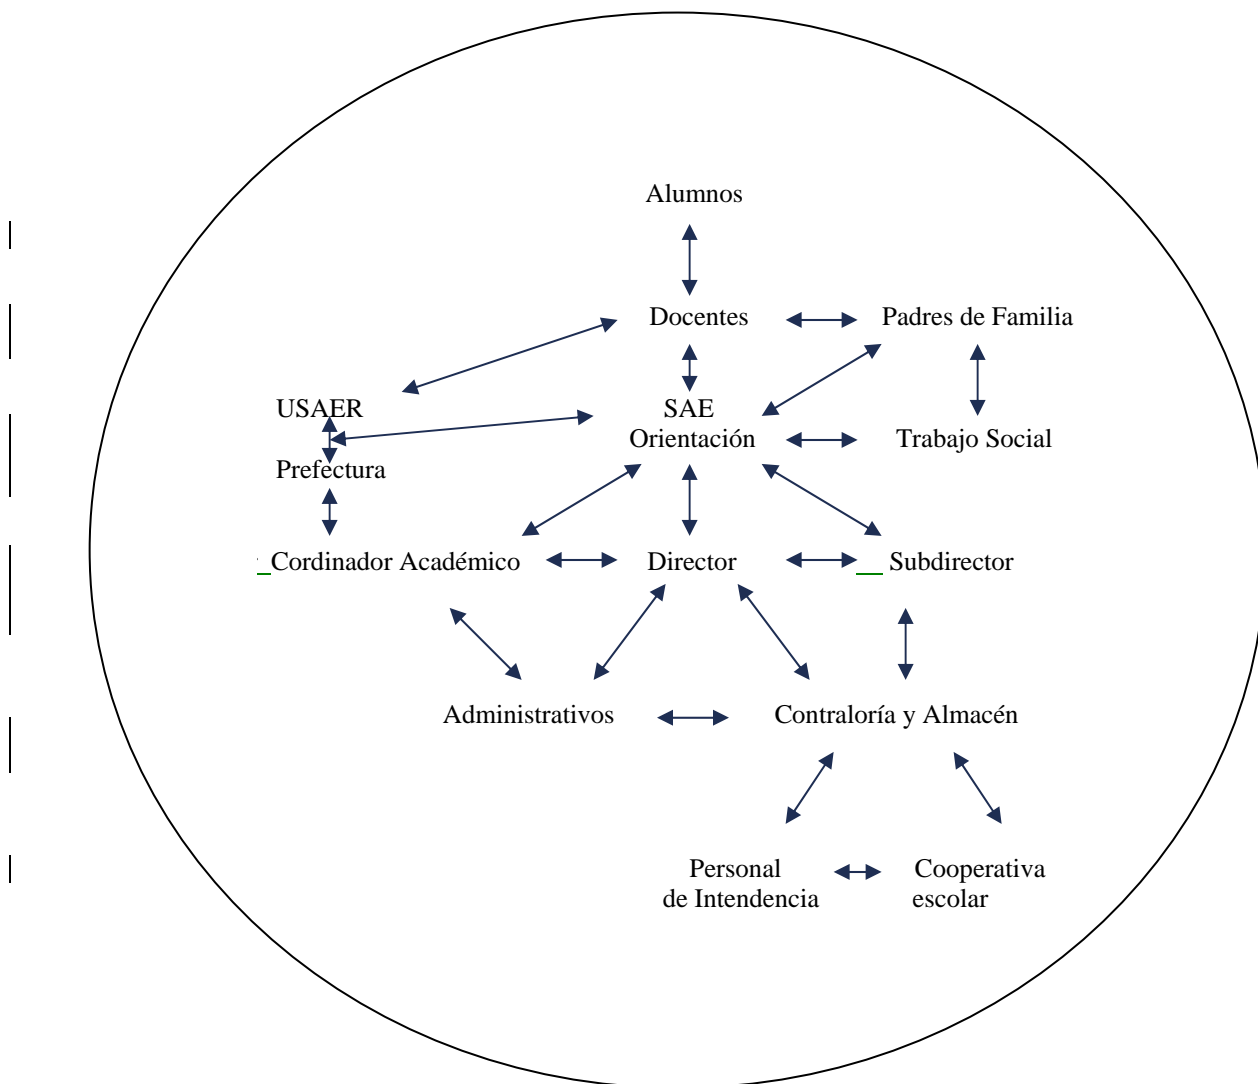 Alumnos
Docentes
Padres de Familia
USAER
SAE
Orientación
Trabajo Social
Prefectura
Cordinador Académico
Director
Subdirector
Administrativos
Contraloría y Almacén
Personal
de Intendencia
Cooperativa
escolar